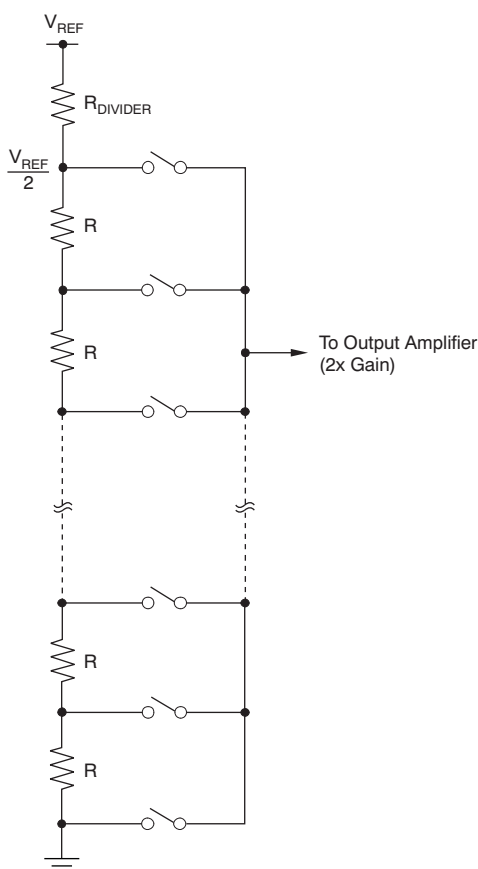 VREF
RDIVIDER
VREF
2
R
R
To Output Amplifier
(2x Gain)
R
R